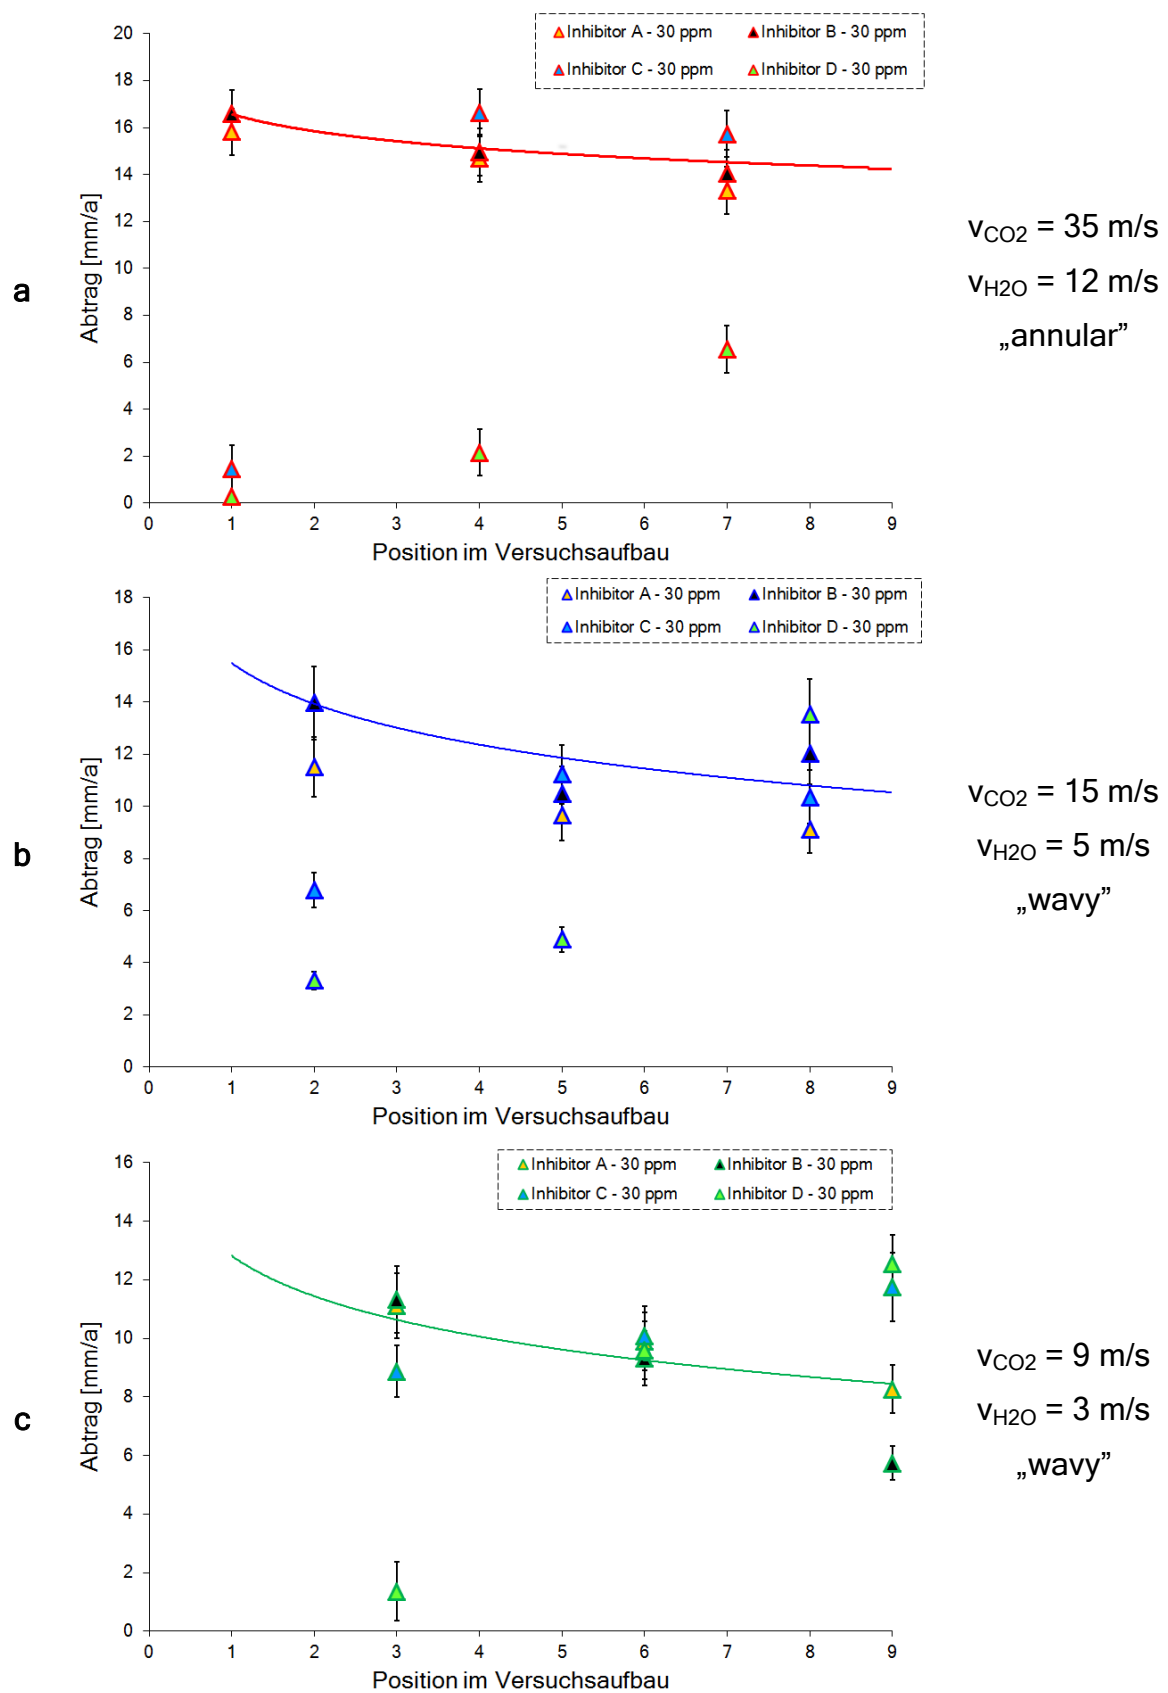 a
Inhibitor A - 30 ppm Inhibitor B - 30 ppm
Inhibitor C - 30 ppm Inhibitor D - 30 ppm
20
18
16
14
12
10
8
6
4
2
0
Abtrag [mm/a]
0 1 2 3 4 5 6 7 8 9
Position im Versuchsaufbau
vCO2 = 35 m/s
vH2O = 12 m/s
„annular”
b
Inhibitor A - 30 ppm Inhibitor B - 30 ppm
Inhibitor C - 30 ppm Inhibitor D - 30 ppm
18
16
14
12
10
8
6
4
2
0
Abtrag [mm/a]
0 1 2 3 4 5 6 7 8 9
Position im Versuchsaufbau
vCO2 = 15 m/s
vH2O = 5 m/s
„wavy”
c
Inhibitor A - 30 ppm Inhibitor B - 30 ppm
Inhibitor C - 30 ppm Inhibitor D - 30 ppm
16
14
12
10
8
6
4
2
0
Abtrag [mm/a]
0 1 2 3 4 5 6 7 8 9
Position im Versuchsaufbau
vCO2 = 9 m/s
vH2O = 3 m/s
„wavy”